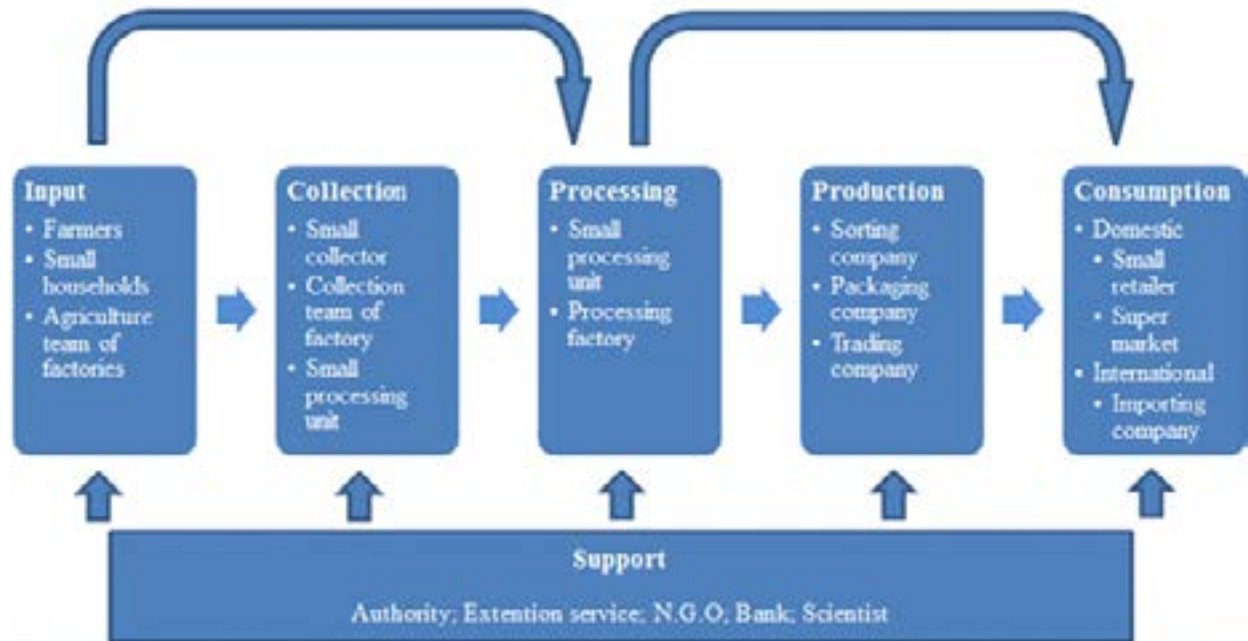 Input
• Farmers
• Small
households
• Agriculture
team of
factories
Collection
• Small
collector
• Collection
team of
factory
• Small
processing
unit
Processing
• Small
processing
unit
• Processing
factory
Production
• Sorting
company
• Packaging
company
• Trading
company
Consumption
• Domestic
• Small
retailer
• Super
market
• International
• Importing
company
Support
Authority; Extention service; N.G.O; Bank; Scientist